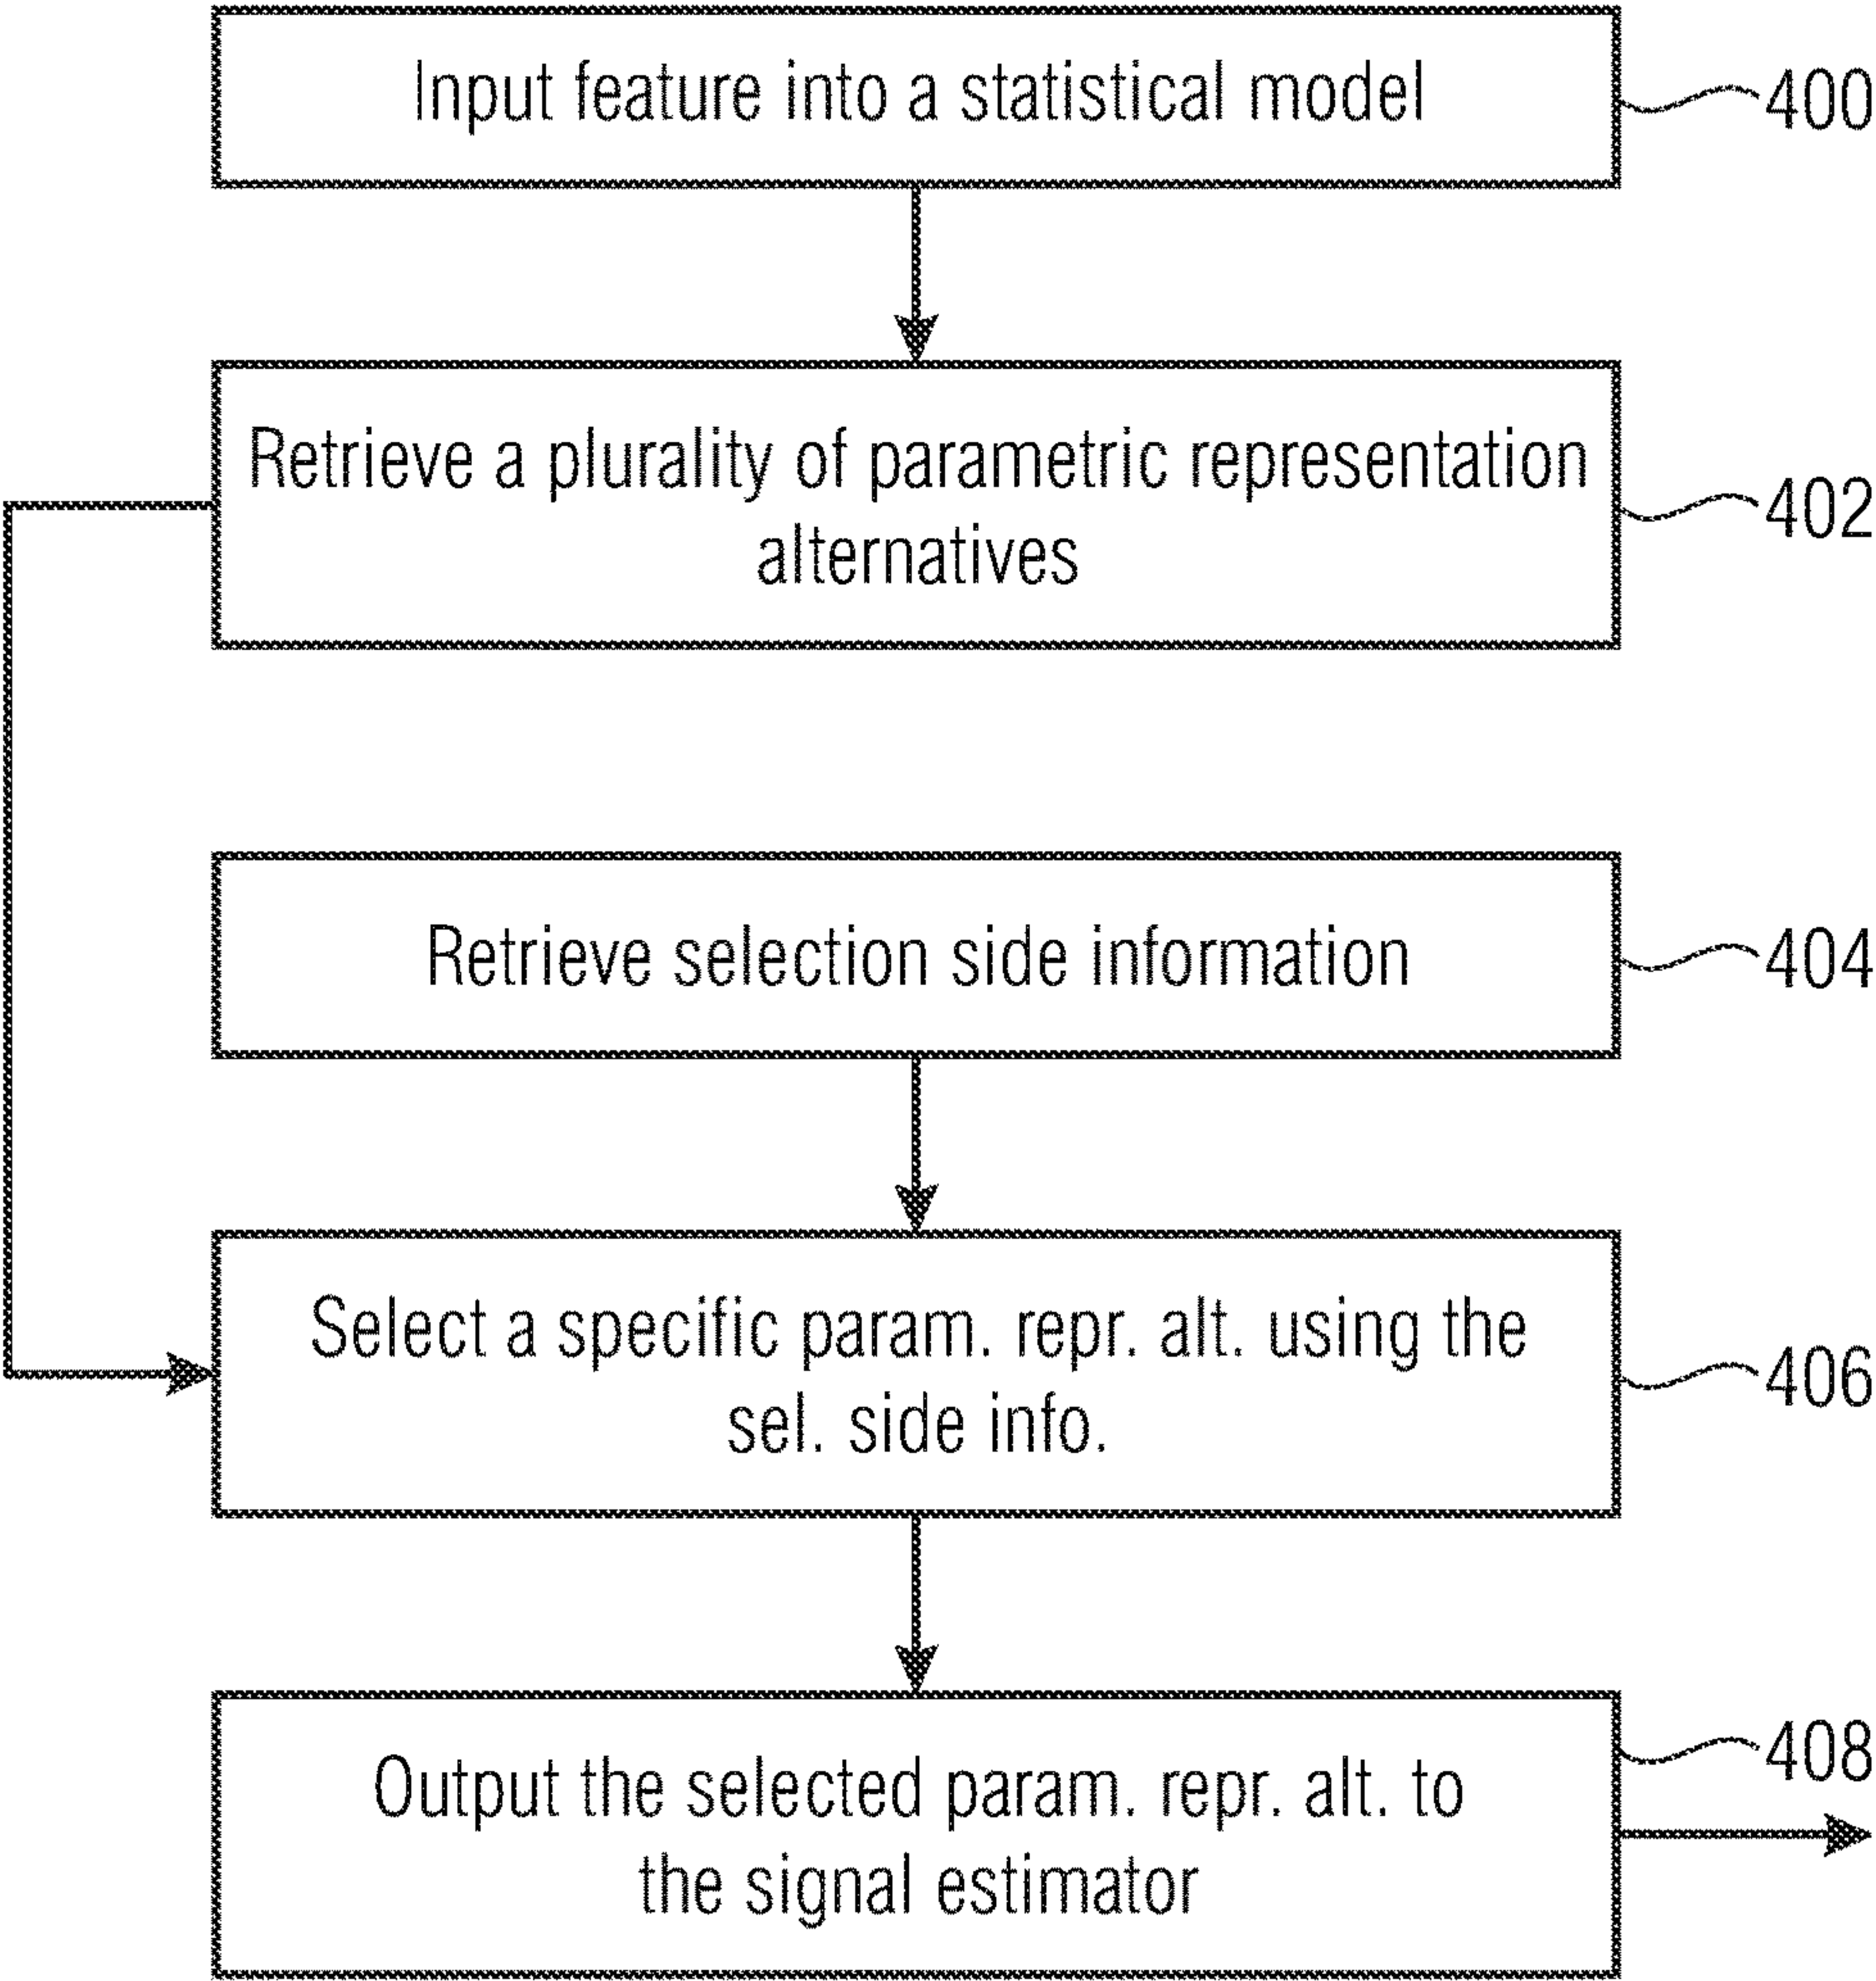 Input feature into a statistical model
400
Retrieve a plurality of parametric representation
alternatives
402
Retrieve selection side information
404
Select a specific param. repr. alt. using the
sel. side info.
406
Output the selected param. repr. alt. to
the signal estimator
408